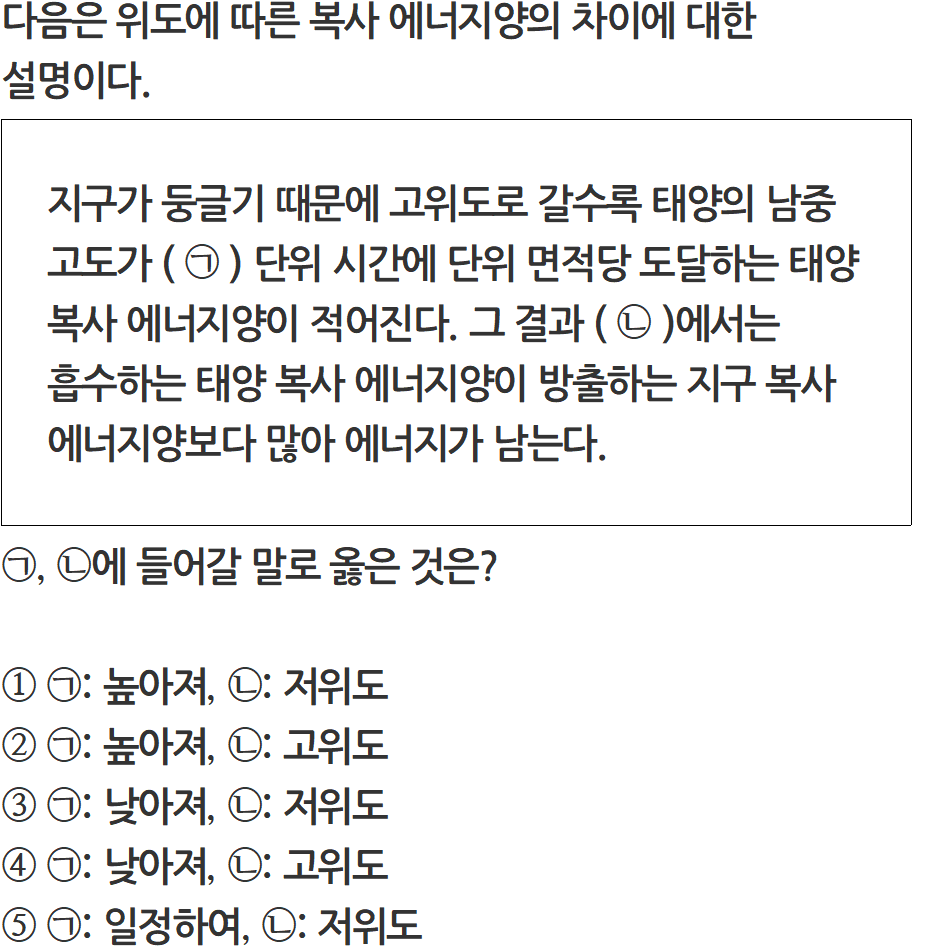 다음은 위도에 따른 복사 에너지양의 차이에 대한
설명이다.
지구가 둥글기 때문에 고위도로 갈수록 태양의 남중
고도가 ( ㉠ ) 단위 시간에 단위 면적당 도달하는 태양
복사 에너지양이 적어진다. 그 결과 ( ㉡ )에서는
흡수하는 태양 복사 에너지양이 방출하는 지구 복사
에너지양보다 많아 에너지가 남는다.
㉠, ㉡에 들어갈 말로 옳은 것은?
① ㉠: 높아져, ㉡: 저위도
② ㉠: 높아져, ㉡: 고위도
③ ㉠: 낮아져, ㉡: 저위도
④ ㉠: 낮아져, ㉡: 고위도
⑤ ㉠: 일정하여, ㉡: 저위도